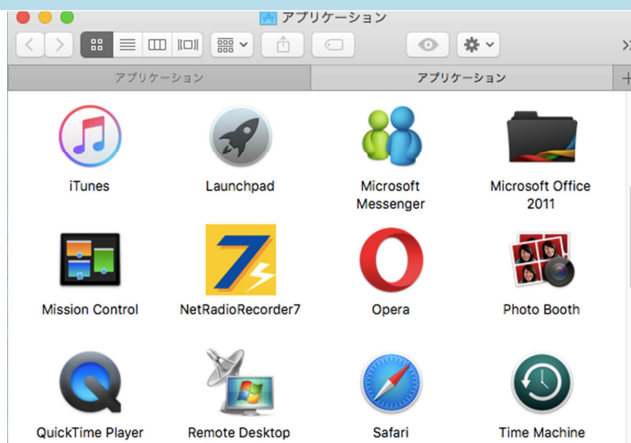 アプリケーション
アプリケーション アプリケーション
iTunes Launchpad Microsoft Messenger Microsoft Office 2011
Mission Control NetRadioRecorder7 Opera Photo Booth
QuickTime Player Remote Desktop Safari Time Machine